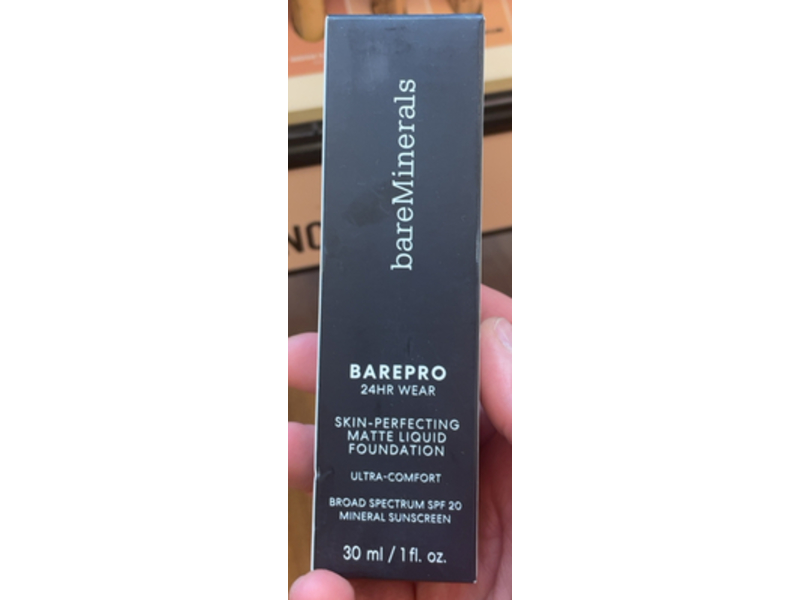 bareMinerals
BAREPRO
24HR WEAR
SKIN-PERFECTING
MATTE LIQUID
FOUNDATION
ULTRA-COMFORT
BROAD SPECTRUM SPF 20
MINERAL SUNSCREEN
30 ml / 1 fl. oz.